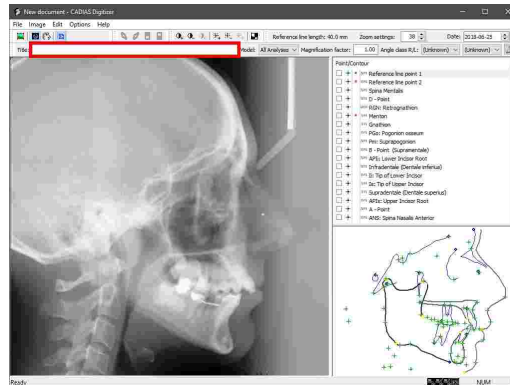 New document - CADIAS Digitizer
File Image Edit Options Help
Reference line length: 40.0 mm Zoom settings: 38 Date: 2018-06-25
Title: Model: All Analyses Magnification factor: 1.00 Angle class R/L: (Unknown) (Unknown)
Point/Contour
Reference line point 1
Reference line point 2
Spina Mentalis
D - Point
RGN: Retrognathion
Menton
Gnathion
PGo: Pogonion osseum
Pm: Suprapogonion
B - Point (Supramentale)
APIi: Lower Incisor Root
Infradentale (Dentale inferius)
Ii: Tip of Lower Incisor
Is: Tip of Upper Incisor
Supradentale (Dentale superius)
APIs: Upper Incisor Root
A - Point
ANS: Spina Nasalis Anterior
Ready NUM